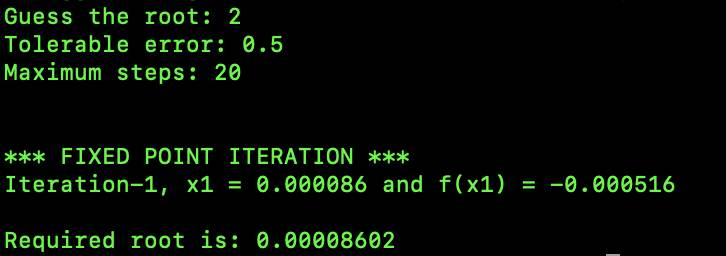 Guess the root: 2
Tolerable error: 0.5
Maximum steps: 20
*** FIXED POINT ITERATION ***
Iteration-1, x1 = 0.000086 and f(x1) = -0.000516
Required root is: 0.00008602